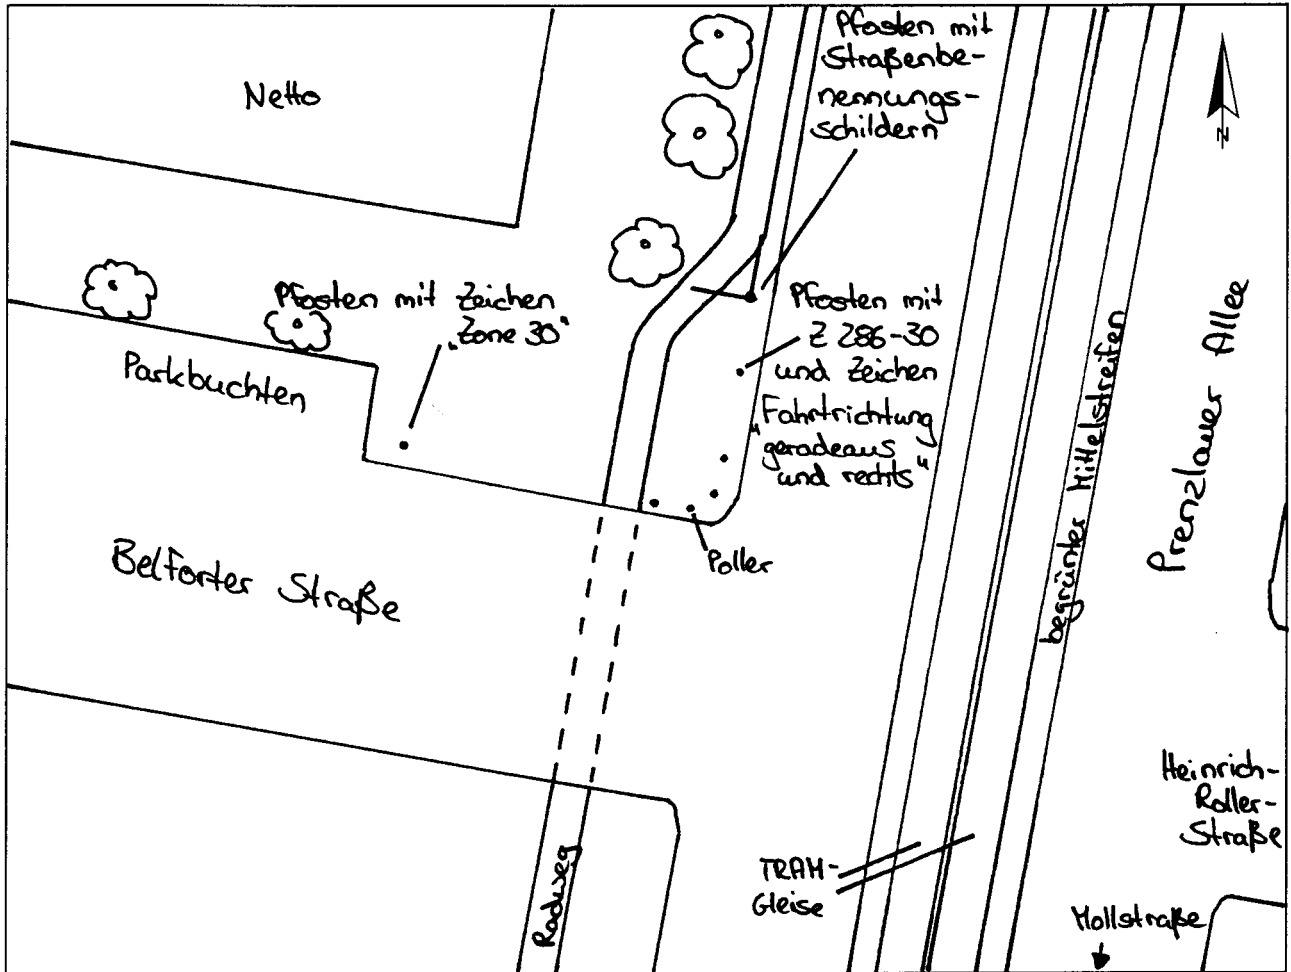 Netto
Pfosten mit
Straßenbe-
nennungs-
schildern
N
Pfosten mit Zeichen
"Zone 30"
Parkbuchten
Pfosten mit
Z 286-30
und Zeichen
"Fahrtrichtung
geradeaus
und rechts"
Poller
Belforter Straße
begrünter Mittelstreifen
Prenzlauer Allee
Heinrich-
Roller-
Straße
TRAM-
Gleise
Radweg
Mollstraße